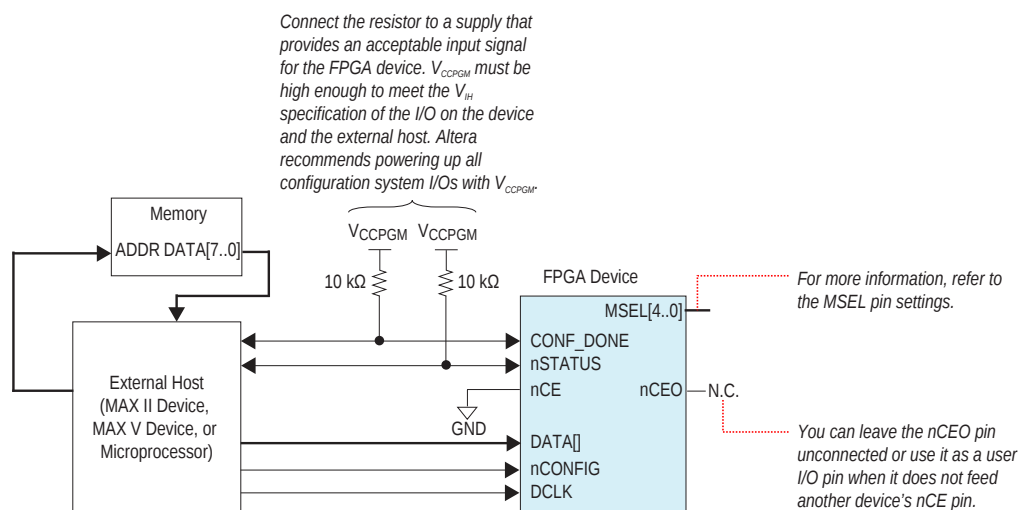 Connect the resistor to a supply that
provides an acceptable input signal
for the FPGA device. VCCPGM must be
high enough to meet the VIH
specification of the I/O on the device
and the external host. Altera
recommends powering up all
configuration system I/Os with VCCPGM.
Memory
ADDR DATA[7..0]
VCCPGM VCCPGM
10 kΩ 10 kΩ
FPGA Device
MSEL[4..0]
For more information, refer to
the MSEL pin settings.
CONF_DONE
nSTATUS
nCE nCEO N.C.
GND
External Host
(MAX II Device,
MAX V Device, or
Microprocessor)
DATA[]
nCONFIG
DCLK
You can leave the nCEO pin
unconnected or use it as a user
I/O pin when it does not feed
another device's nCE pin.